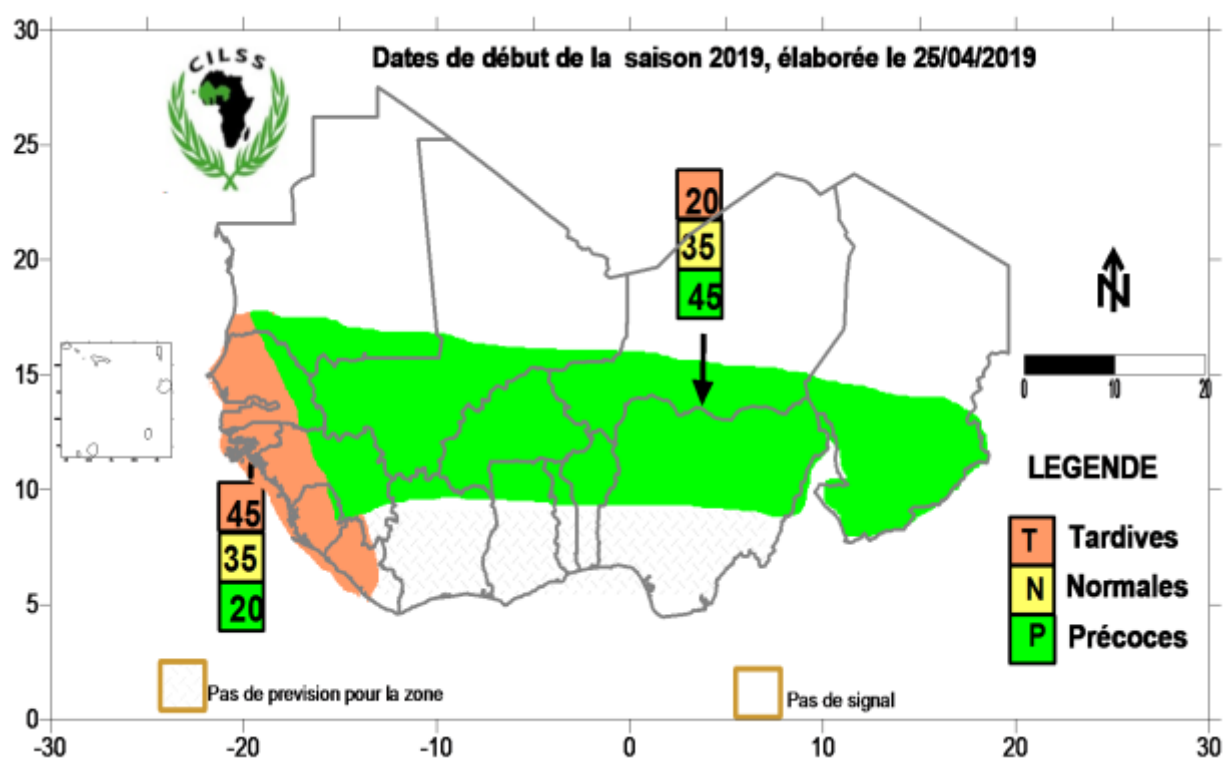 Dates de début de la saison 2019, élaborée le 25/04/2019
CILSS
30
25
20
15
10
5
0
20
35
45
N
0 10 20
45
35
20
LEGENDE
T Tardives
N Normales
P Précoces
Pas de prevision pour la zone
Pas de signal
-30 -20 -10 0 10 20 30